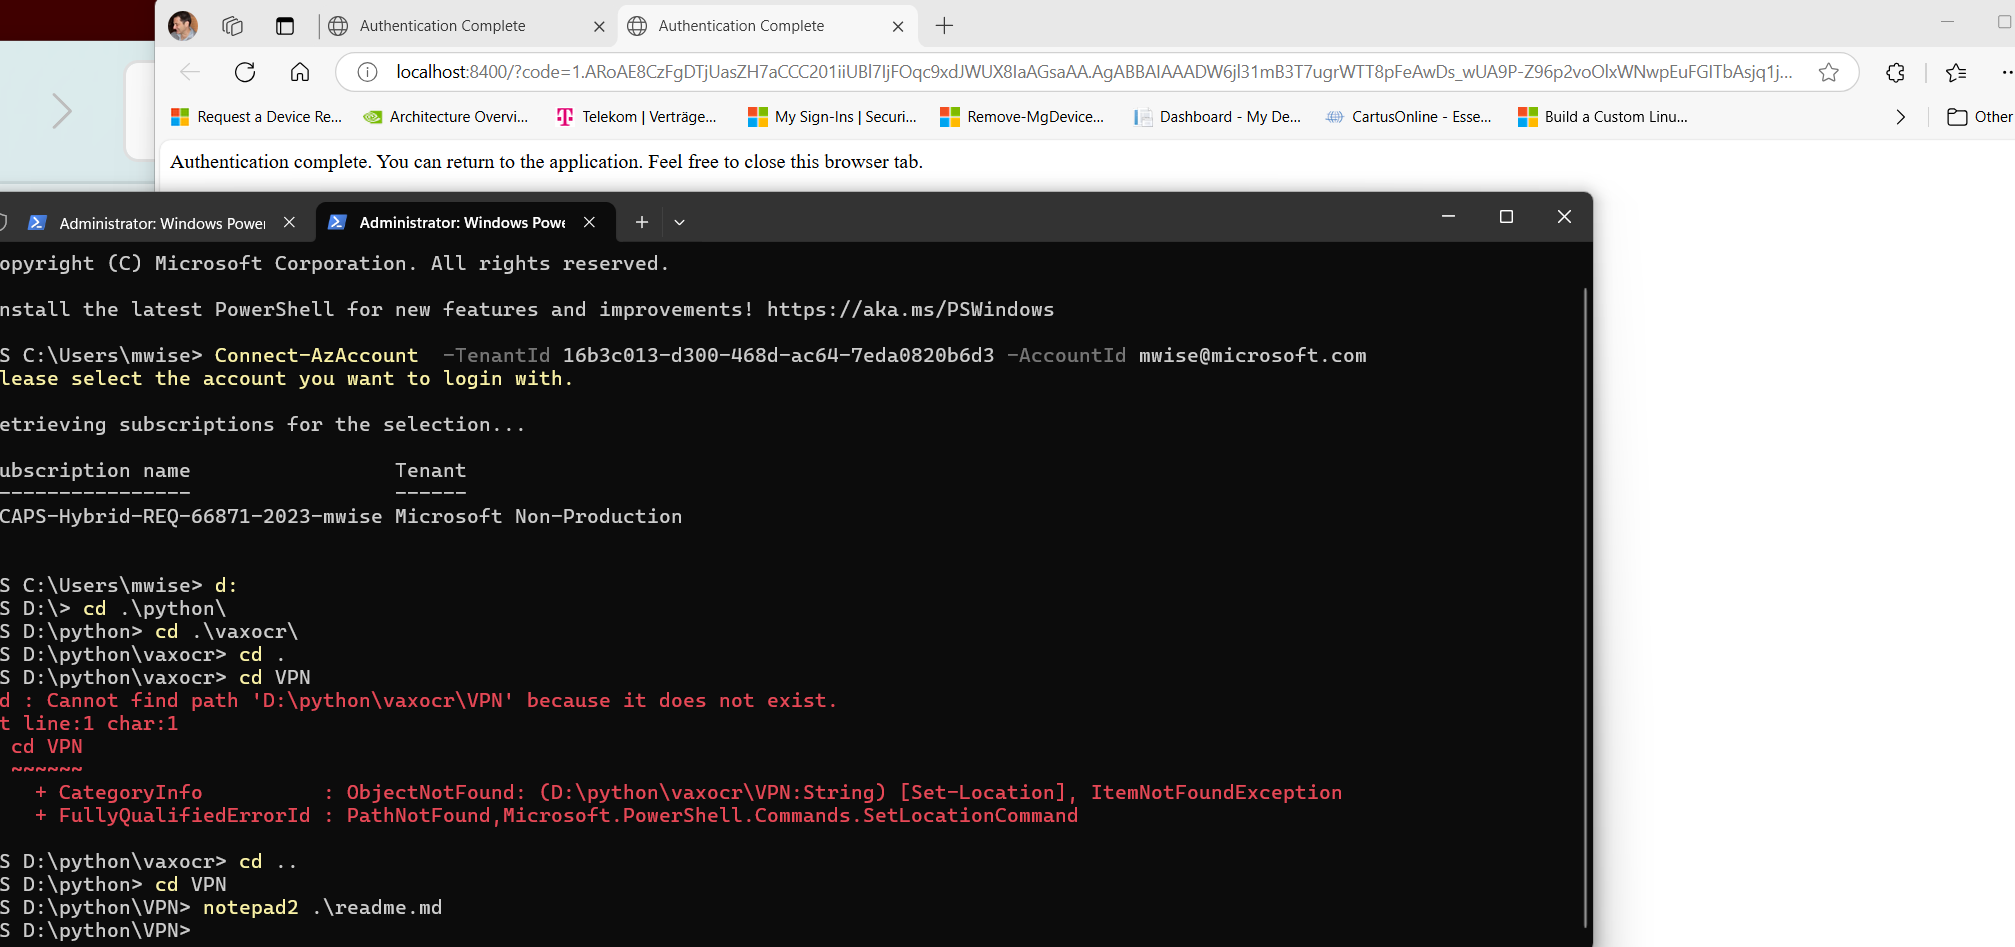 Authentication Complete
Authentication Complete
localhost:8400/?code=1.ARoAE8CzFgDTjUasZH7aCCC201iiUBl7IjFOqc9xdJWUX8IaAGsaAA.AgABBAIAAADW6jl31mB3T7ugrWTT8pFeAwDs_wUA9P-Z96p2voOlxWNwpEuFGITbAsjq1j...
Request a Device Re... Architecture Overvi... Telekom | Verträge... My Sign-Ins | Securi... Remove-MgDevice... Dashboard - My De... CartusOnline - Esse... Build a Custom Linu... Other
Authentication complete. You can return to the application. Feel free to close this browser tab.
Administrator: Windows Power
Administrator: Windows Powe
opyright (C) Microsoft Corporation. All rights reserved.
nstall the latest PowerShell for new features and improvements! https://aka.ms/PSWindows
S C:\Users\mwise> Connect-AzAccount  -TenantId 16b3c013-d300-468d-ac64-7eda0820b6d3 -AccountId mwise@microsoft.com
lease select the account you want to login with.
etrieving subscriptions for the selection...
ubscription name                 Tenant
----------------                 ------
CAPS-Hybrid-REQ-66871-2023-mwise Microsoft Non-Production
S C:\Users\mwise> d:
S D:\> cd .\python\
S D:\python> cd .\vaxocr\
S D:\python\vaxocr> cd .
S D:\python\vaxocr> cd VPN
d : Cannot find path 'D:\python\vaxocr\VPN' because it does not exist.
t line:1 char:1
cd VPN
~~~~~~
+ CategoryInfo          : ObjectNotFound: (D:\python\vaxocr\VPN:String) [Set-Location], ItemNotFoundException
+ FullyQualifiedErrorId : PathNotFound,Microsoft.PowerShell.Commands.SetLocationCommand
S D:\python\vaxocr> cd ..
S D:\python> cd VPN
S D:\python\VPN> notepad2 .\readme.md
S D:\python\VPN>